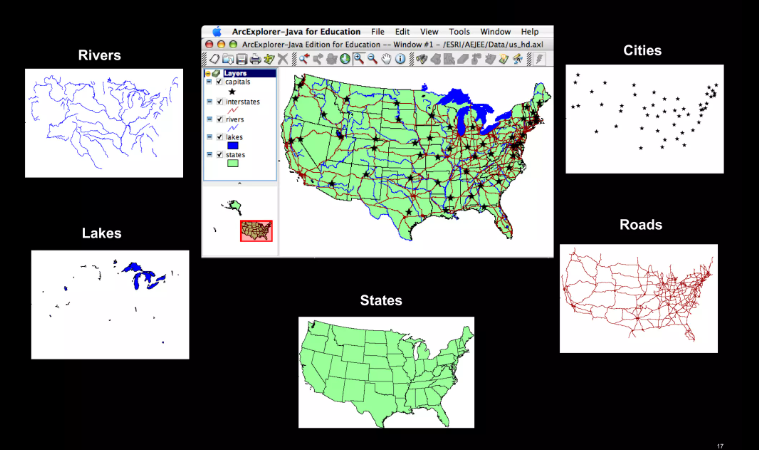 ArcExplorer-Java for Education File Edit View Tools Window Help
ArcExplorer-Java Edition for Education -- Window #1 - /ESRI/AEJEE/Data/us_hd.axl
Rivers
Cities
Layers
capitals
interstates
rivers
lakes
states
Lakes
Roads
States
17